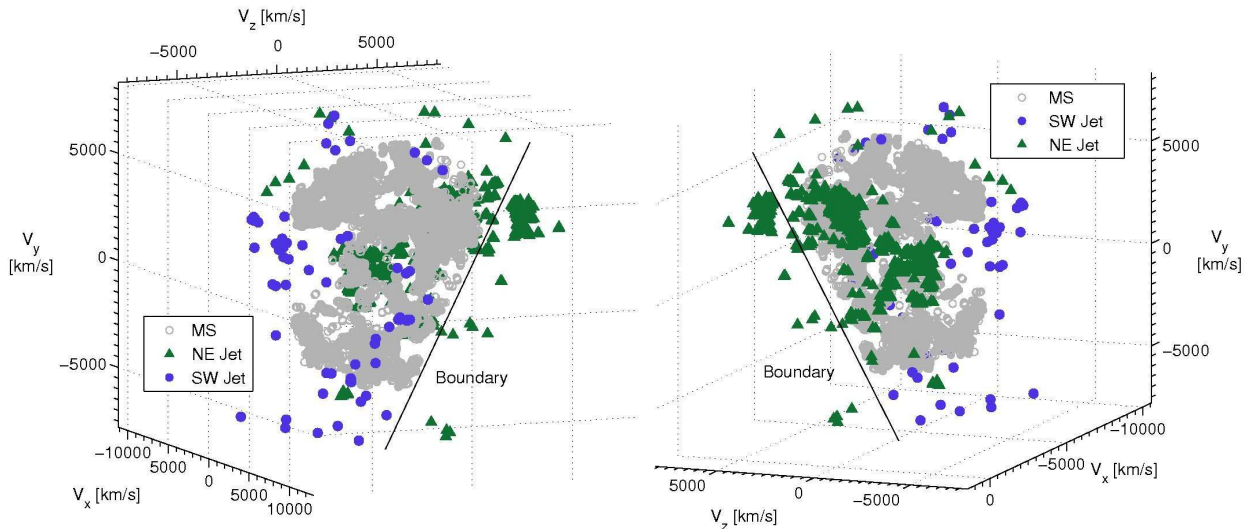 V_z [km/s]
−5000
0
5000
5000
0
−5000
V_y
[km/s]
MS
NE Jet
SW Jet
Boundary
−10000
−5000
0
5000
10000
V_x [km/s]
MS
SW Jet
NE Jet
5000
0
−5000
V_y
[km/s]
Boundary
5000
0
−5000
V_z [km/s]
0
−5000
−10000
V_x [km/s]